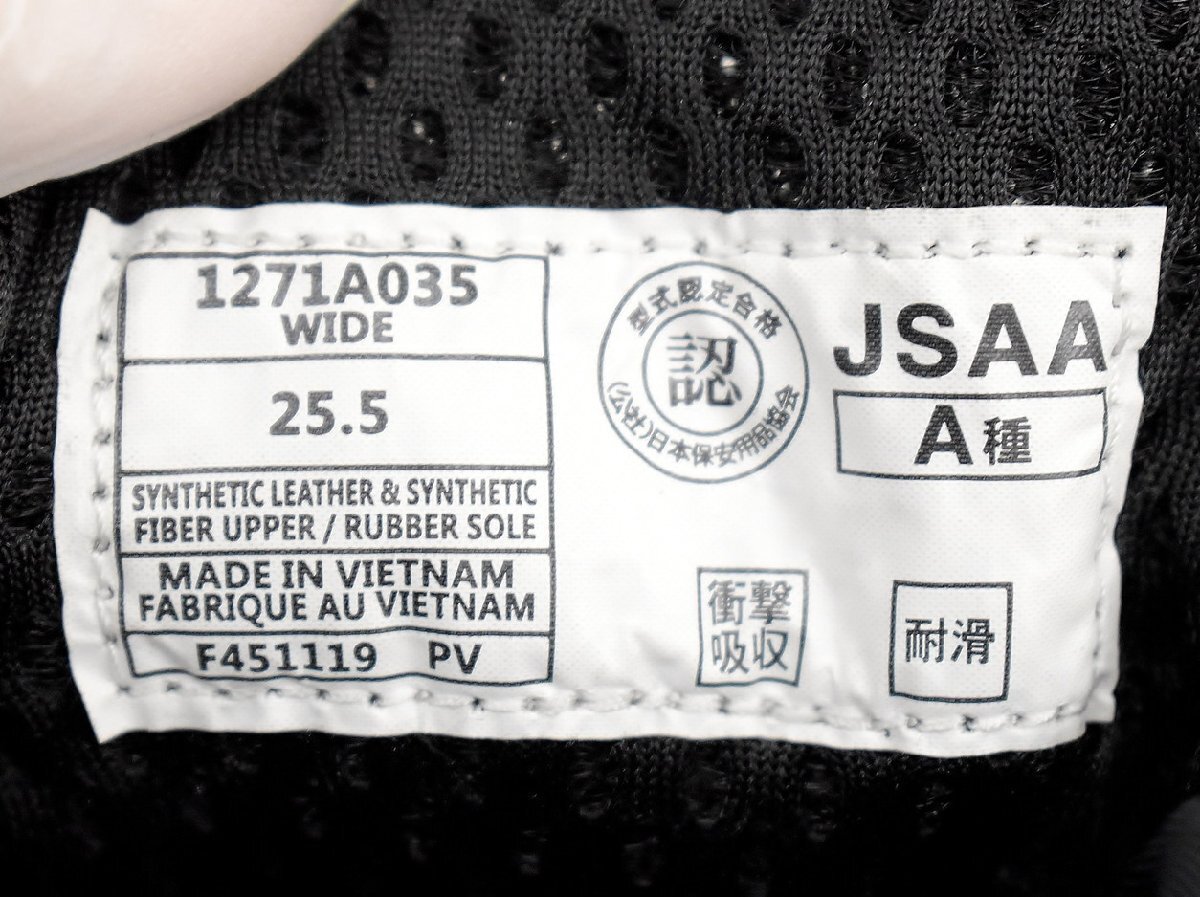 1271A035
WIDE
25.5
SYNTHETIC LEATHER & SYNTHETIC
FIBER UPPER / RUBBER SOLE
MADE IN VIETNAM
FABRIQUE AU VIETNAM
F451119 PV
型式認定合格
認
(公社)日本保安用品協会
JSAA
A種
衝撃
吸収
耐滑